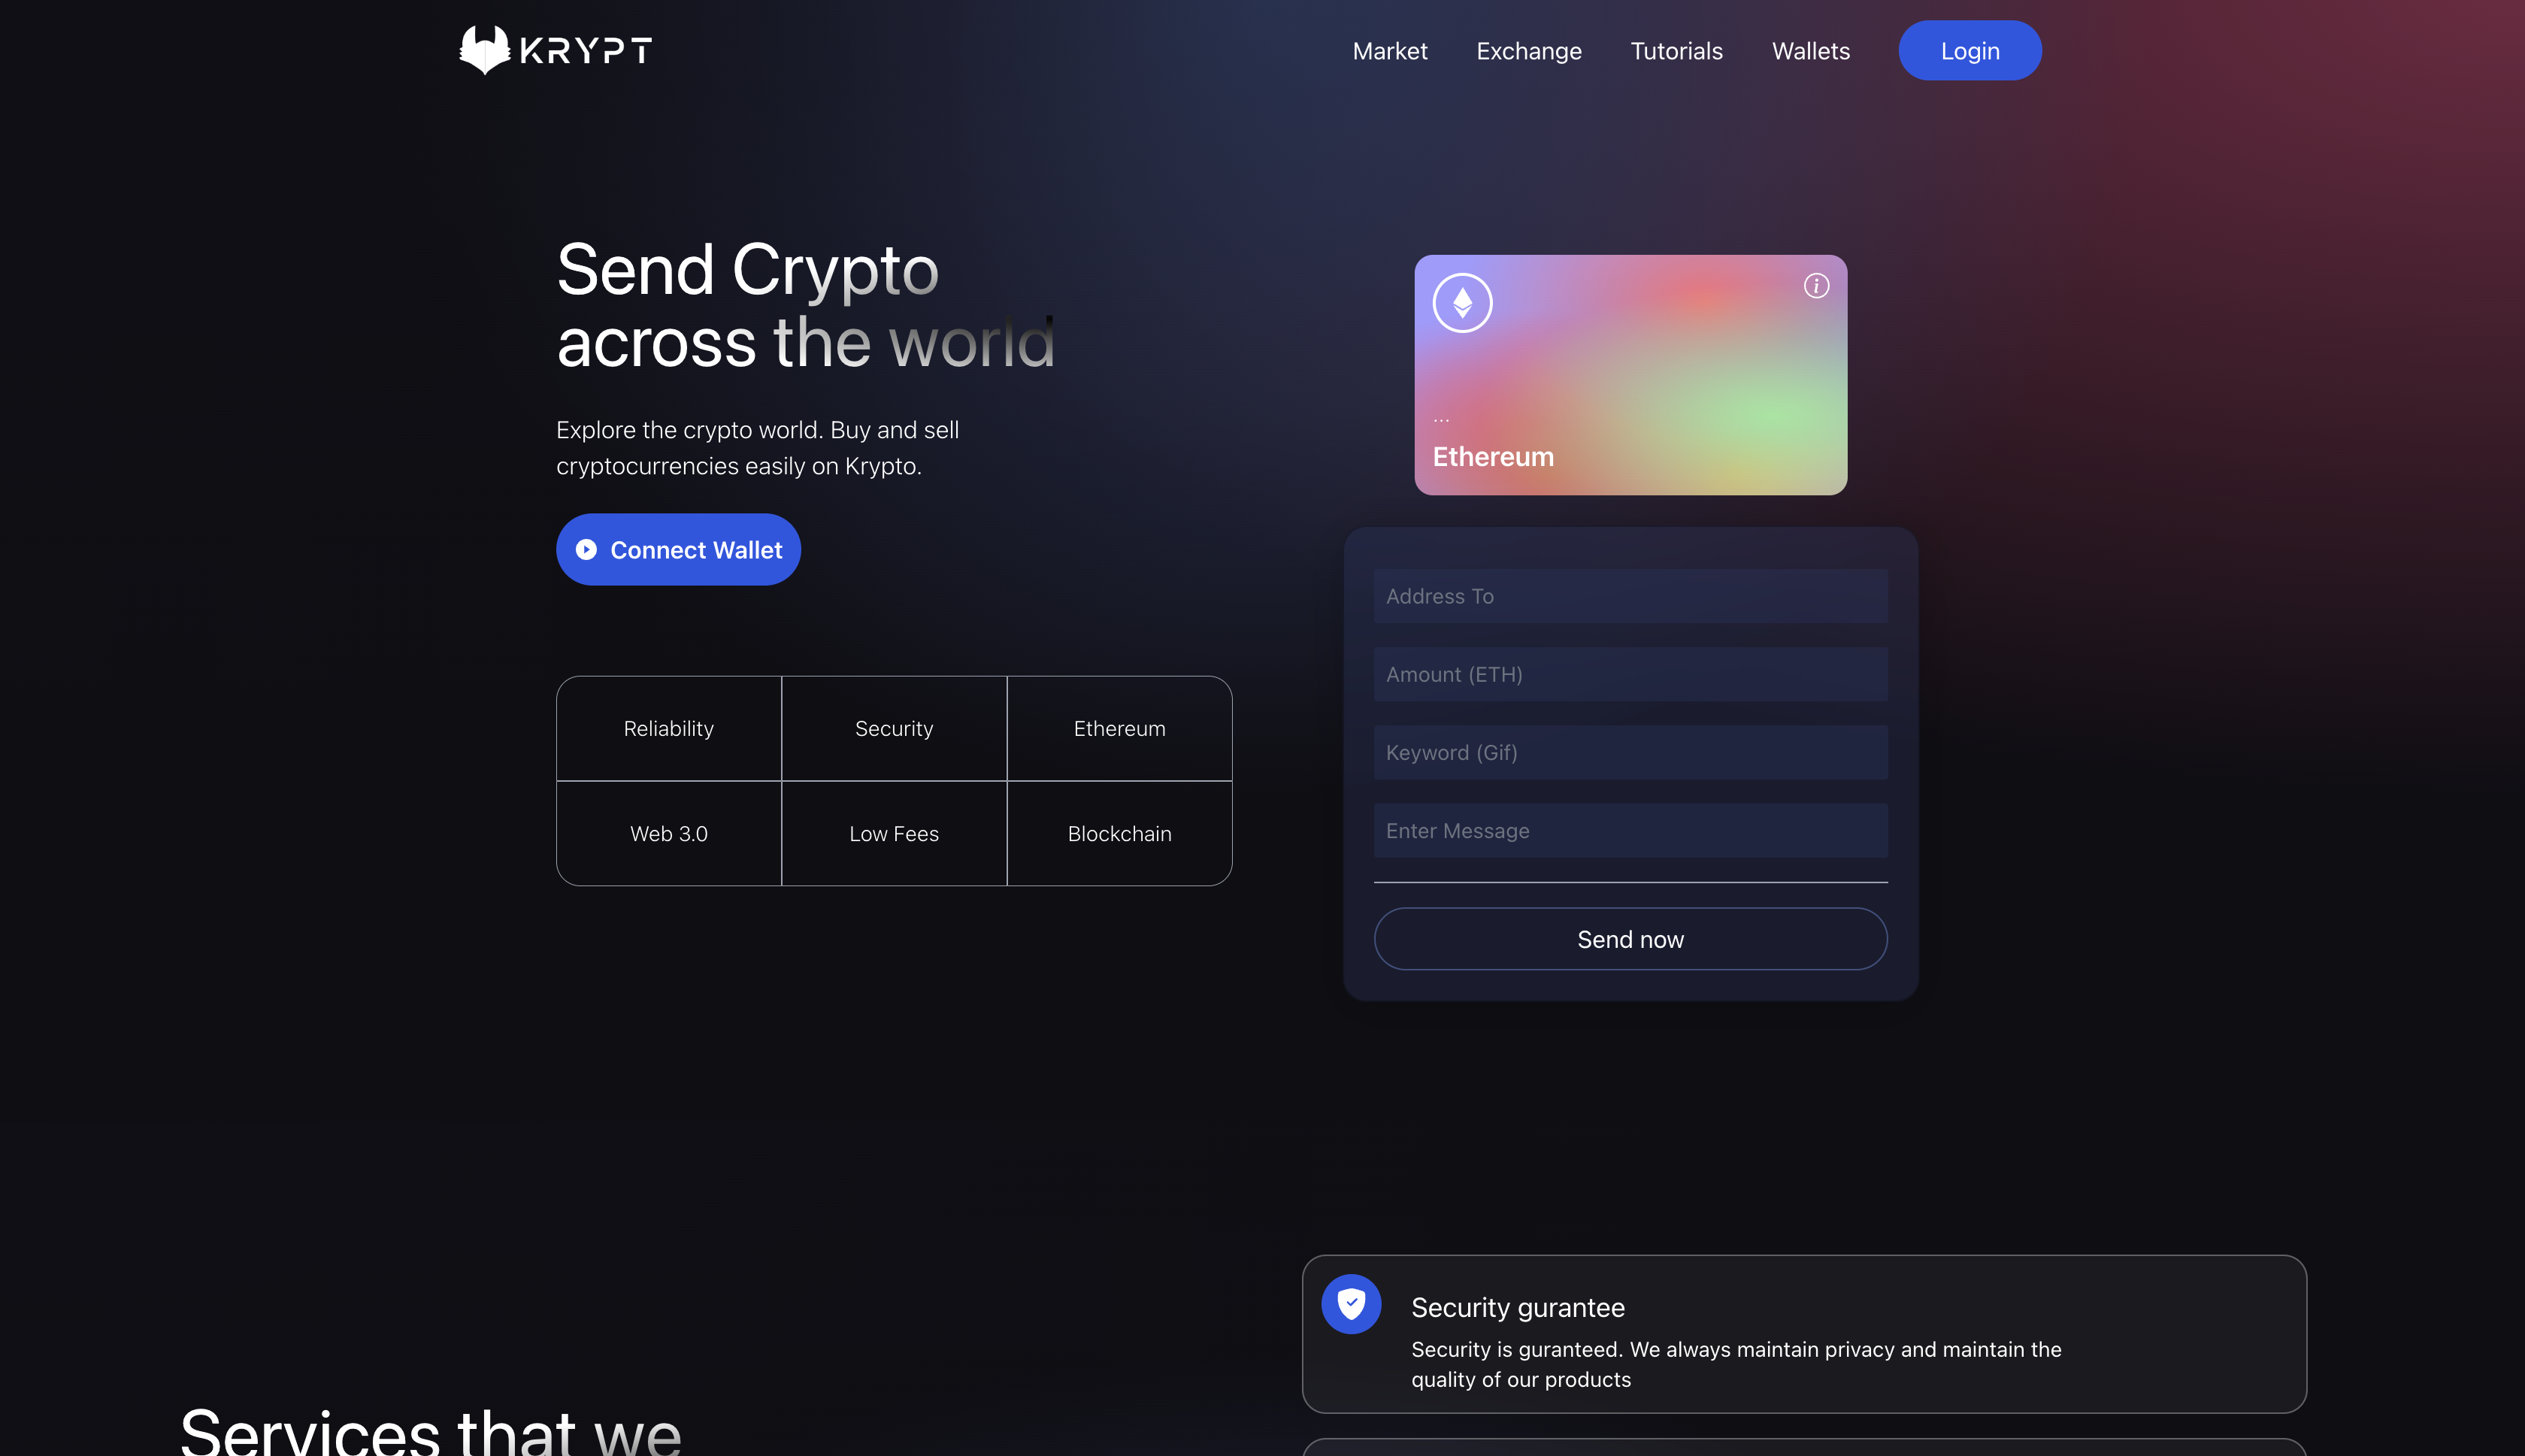 KRYPT
Market
Exchange
Tutorials
Wallets
Login
Send Crypto
across the world
Explore the crypto world. Buy and sell
cryptocurrencies easily on Krypto.
Connect Wallet
Reliability
Security
Ethereum
Web 3.0
Low Fees
Blockchain
...
Ethereum
Address To
Amount (ETH)
Keyword (Gif)
Enter Message
Send now
Security gurantee
Security is guranteed. We always maintain privacy and maintain the
quality of our products
Services that we